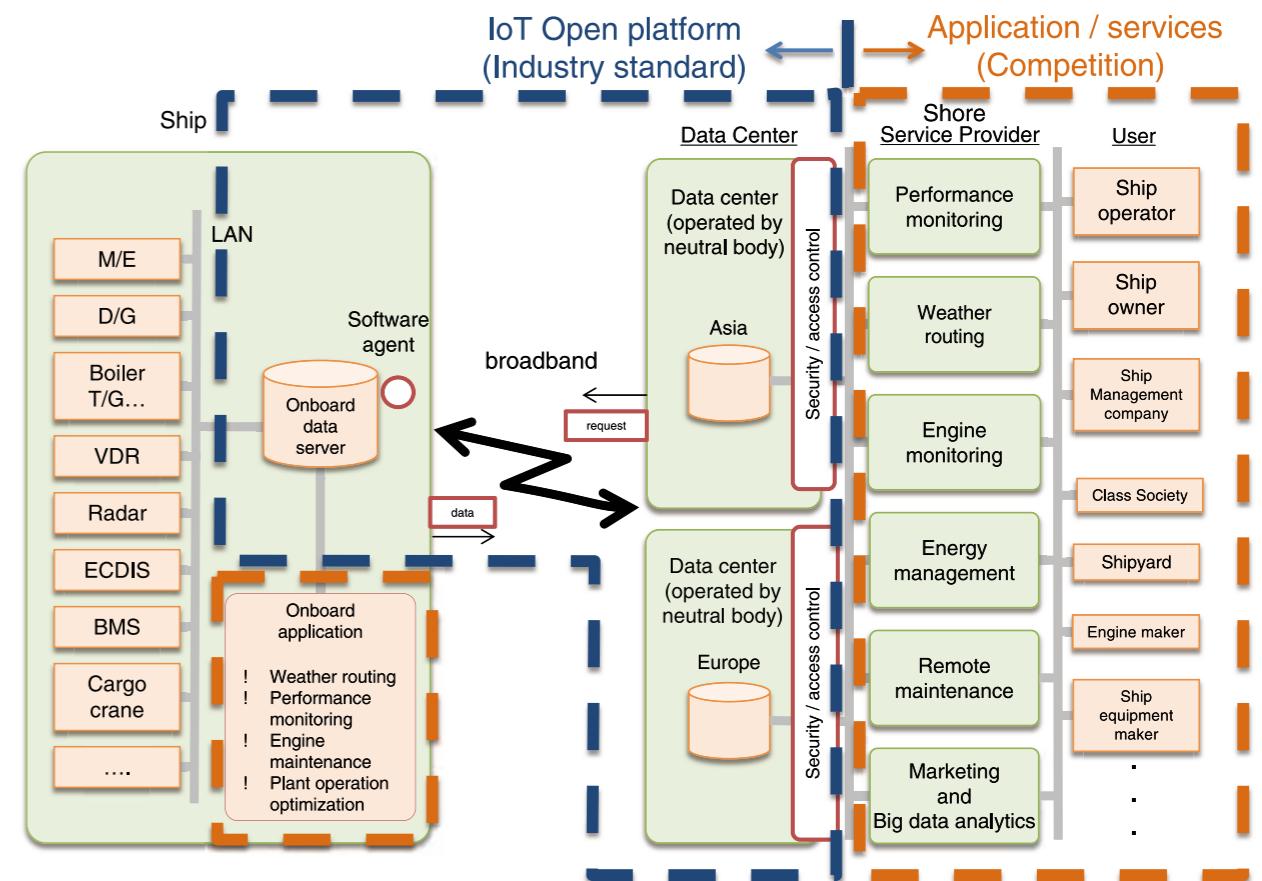 IoT Open platform
(Industry standard)
Application / services
(Competition)
Ship
LAN
M/E
D/G
Boiler
T/G...
VDR
Radar
ECDIS
BMS
Cargo
crane
....
Software
agent
Onboard
data
server
Onboard
application
! Weather routing
! Performance
monitoring
! Engine
maintenance
! Plant operation
optimization
broadband
request
data
Data Center
Data center
(operated by
neutral body)
Asia
Security / access control
Data center
(operated by
neutral body)
Europe
Security / access control
Shore
Service Provider
Performance
monitoring
Weather
routing
Engine
monitoring
Energy
management
Remote
maintenance
Marketing
and
Big data analytics
User
Ship
operator
Ship
owner
Ship
Management
company
Class Society
Shipyard
Engine maker
Ship
equipment
maker
.
.
.